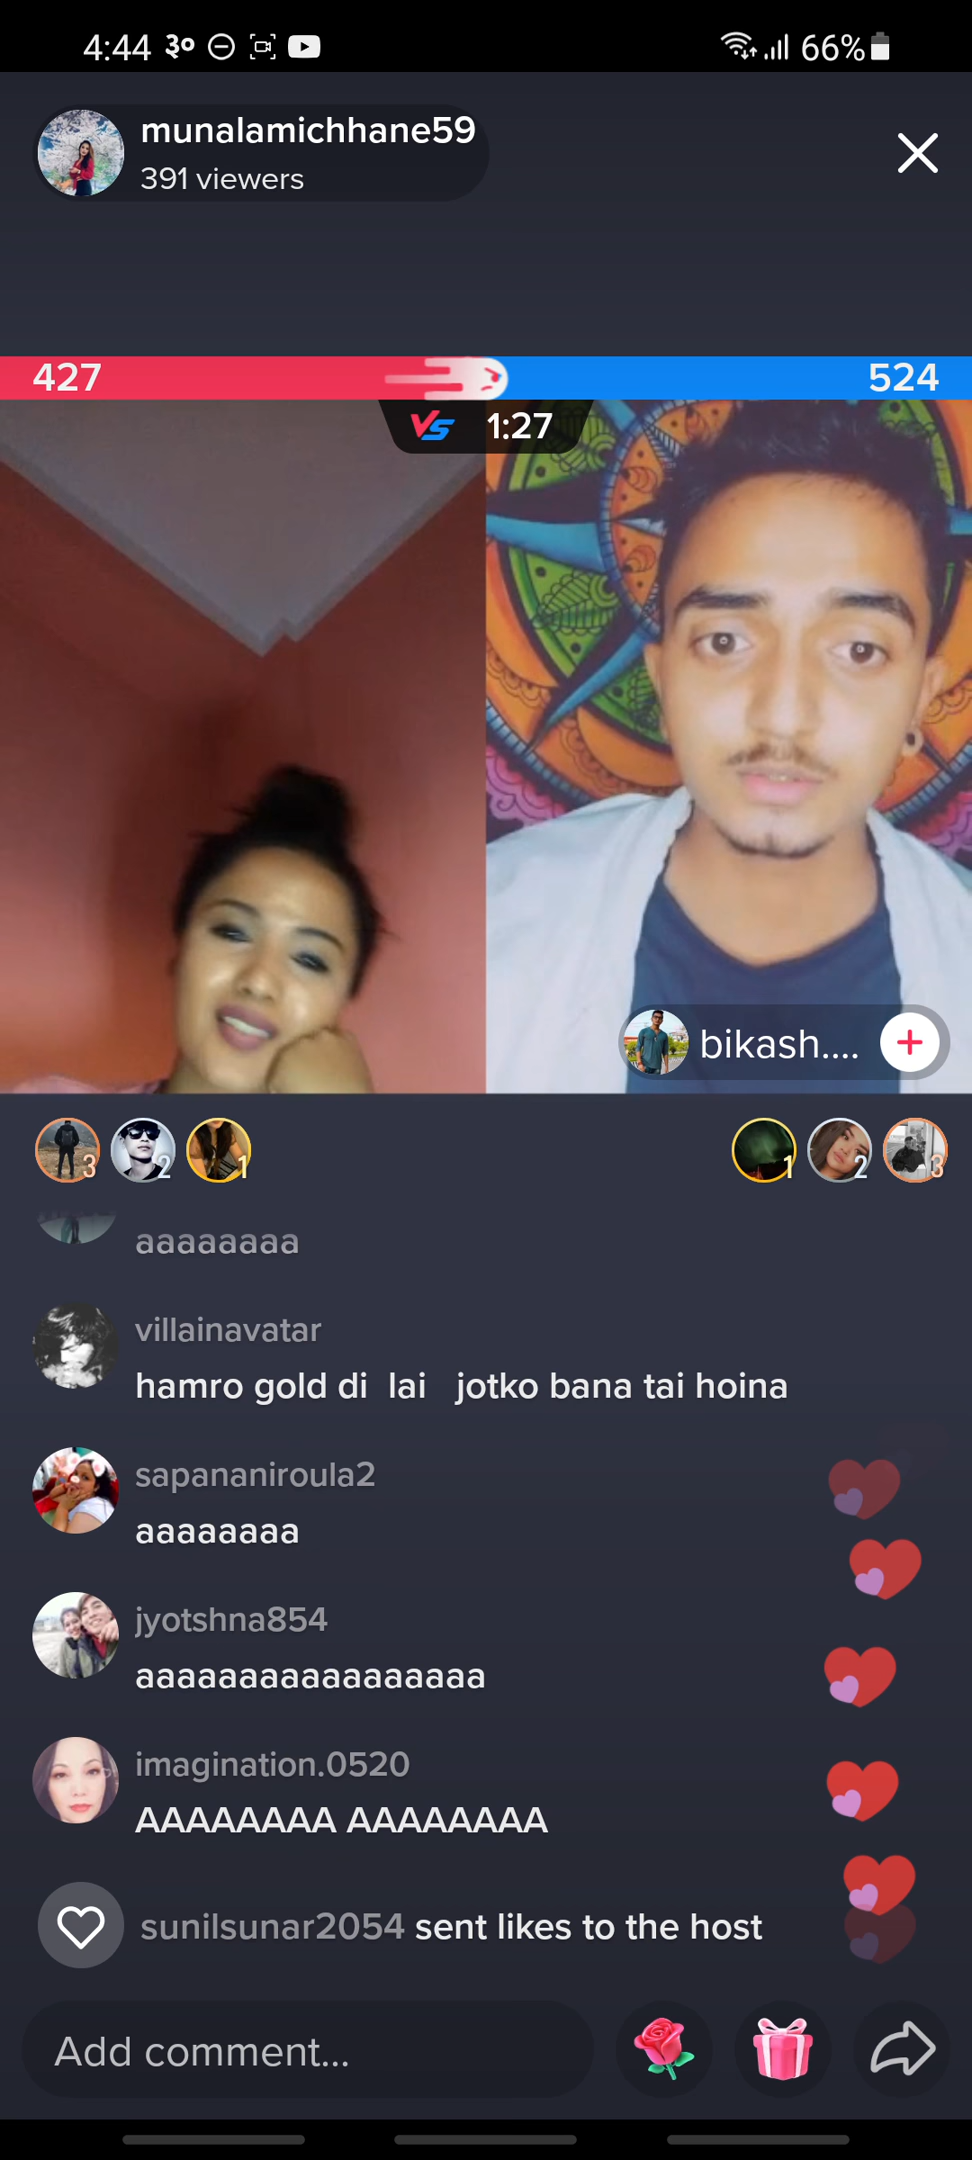 4:44 ३०
66%
munalamichhane59
391 viewers
427
524
VS 1:27
bikash....
3 2 1
1 2 3
aaaaaaaa
villainavatar
hamro gold di lai jotko bana tai hoina
sapananiroula2
aaaaaaaa
jyotshna854
aaaaaaaaaaaaaaaaa
imagination.0520
AAAAAAAA AAAAAAAA
sunilsunar2054 sent likes to the host
Add comment...